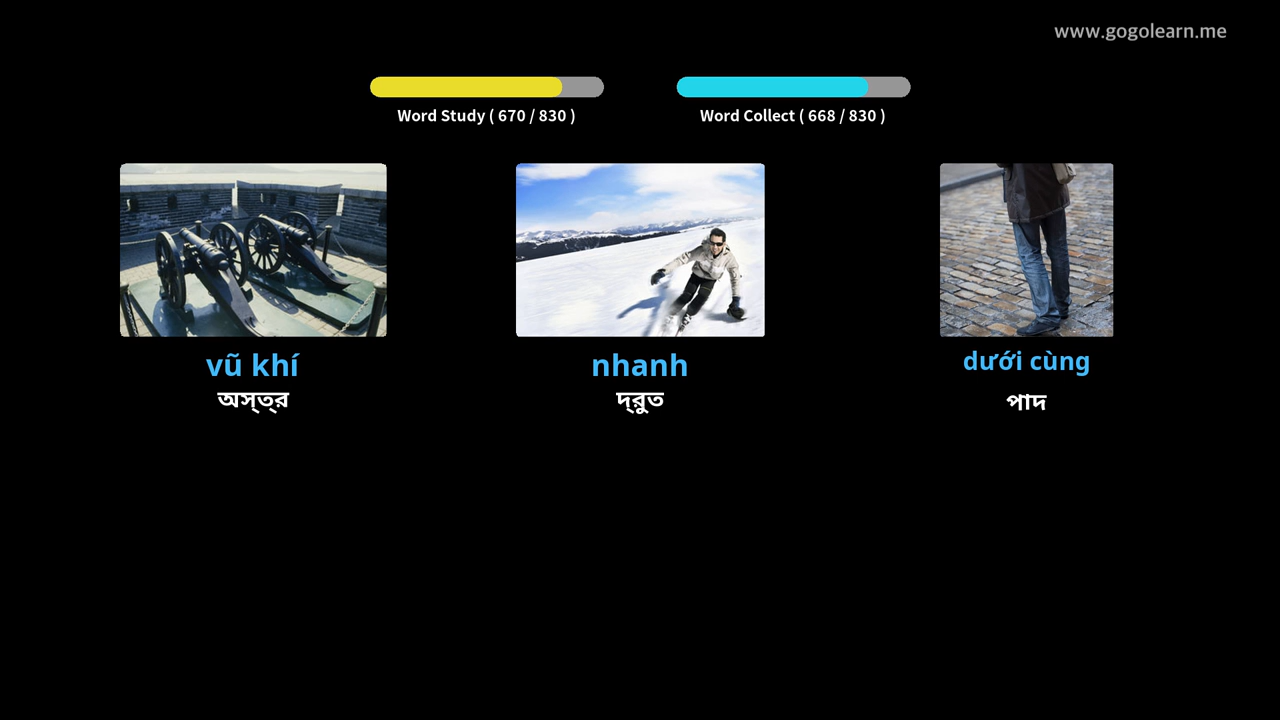 www.gogolearn.me
Word Study ( 670 / 830 )
Word Collect ( 668 / 830 )
vũ khí
অস্ত্র
nhanh
দ্রুত
dưới cùng
পাদ